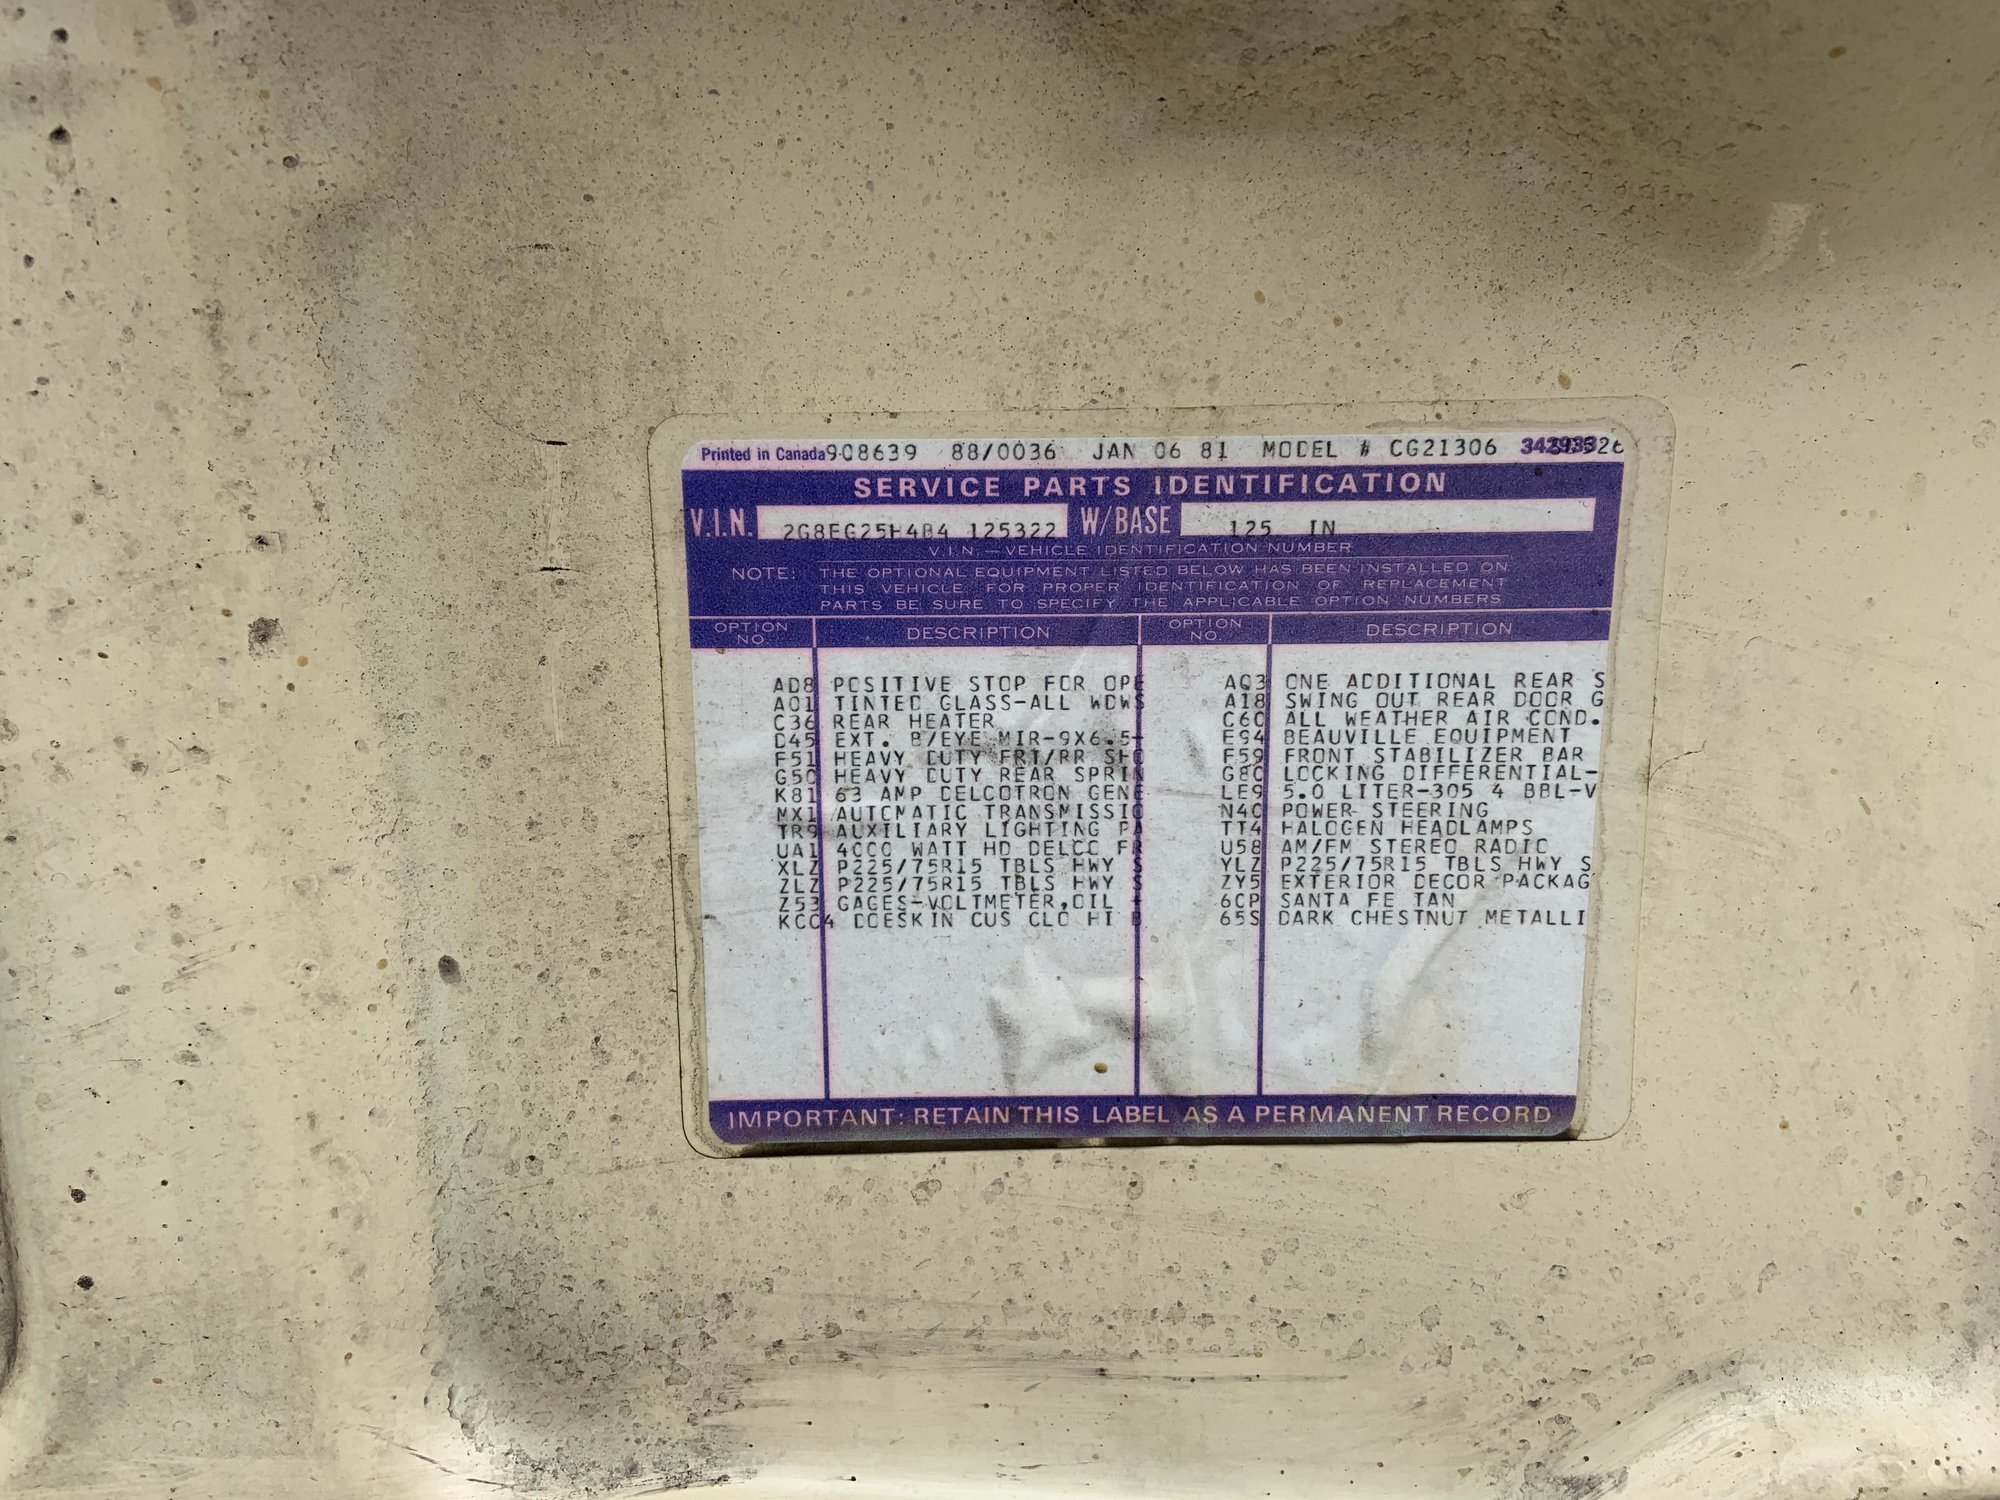 Printed in Canada 908639 88/0036 JAN 06 81 MODEL # CG21306
SERVICE PARTS IDENTIFICATION
V.I.N. 2G8EG25H4B4 125322 W/BASE 125 IN
V.I.N. — VEHICLE IDENTIFICATION NUMBER
NOTE: THE OPTIONAL EQUIPMENT LISTED BELOW HAS BEEN INSTALLED ON
THIS VEHICLE. FOR PROPER IDENTIFICATION OF REPLACEMENT
PARTS BE SURE TO SPECIFY THE APPLICABLE OPTION NUMBERS.
OPTION NO. DESCRIPTION OPTION NO. DESCRIPTION
AD8 POSITIVE STOP FOR OPE AQ3 ONE ADDITIONAL REAR S
A01 TINTED GLASS-ALL WDWS A18 SWING OUT REAR DOOR G
C36 REAR HEATER C60 ALL WEATHER AIR COND.
D45 EXT. B/EYE MIR-9X6.5- E94 BEAUVILLE EQUIPMENT
F51 HEAVY DUTY FRT/RR SHO F59 FRONT STABILIZER BAR
G50 HEAVY DUTY REAR SPRIN G80 LOCKING DIFFERENTIAL-
K81 63 AMP DELCOTRON GENE LE9 5.0 LITER-305 4 BBL-V
MX1 AUTOMATIC TRANSMISSIO N40 POWER STEERING
TR9 AUXILIARY LIGHTING PA TT4 HALOGEN HEADLAMPS
UA1 4000 WATT HD DELCO FR U58 AM/FM STEREO RADIO
XLZ P225/75R15 TBLS HWY S YLZ P225/75R15 TBLS HWY S
ZLZ P225/75R15 TBLS HWY S ZY5 EXTERIOR DECOR PACKAG
Z53 GAGES-VOLTMETER,OIL + 6CP SANTA FE TAN
KCC4 DOESKIN CUS CLO HI B 65S DARK CHESTNUT METALLI
IMPORTANT: RETAIN THIS LABEL AS A PERMANENT RECORD